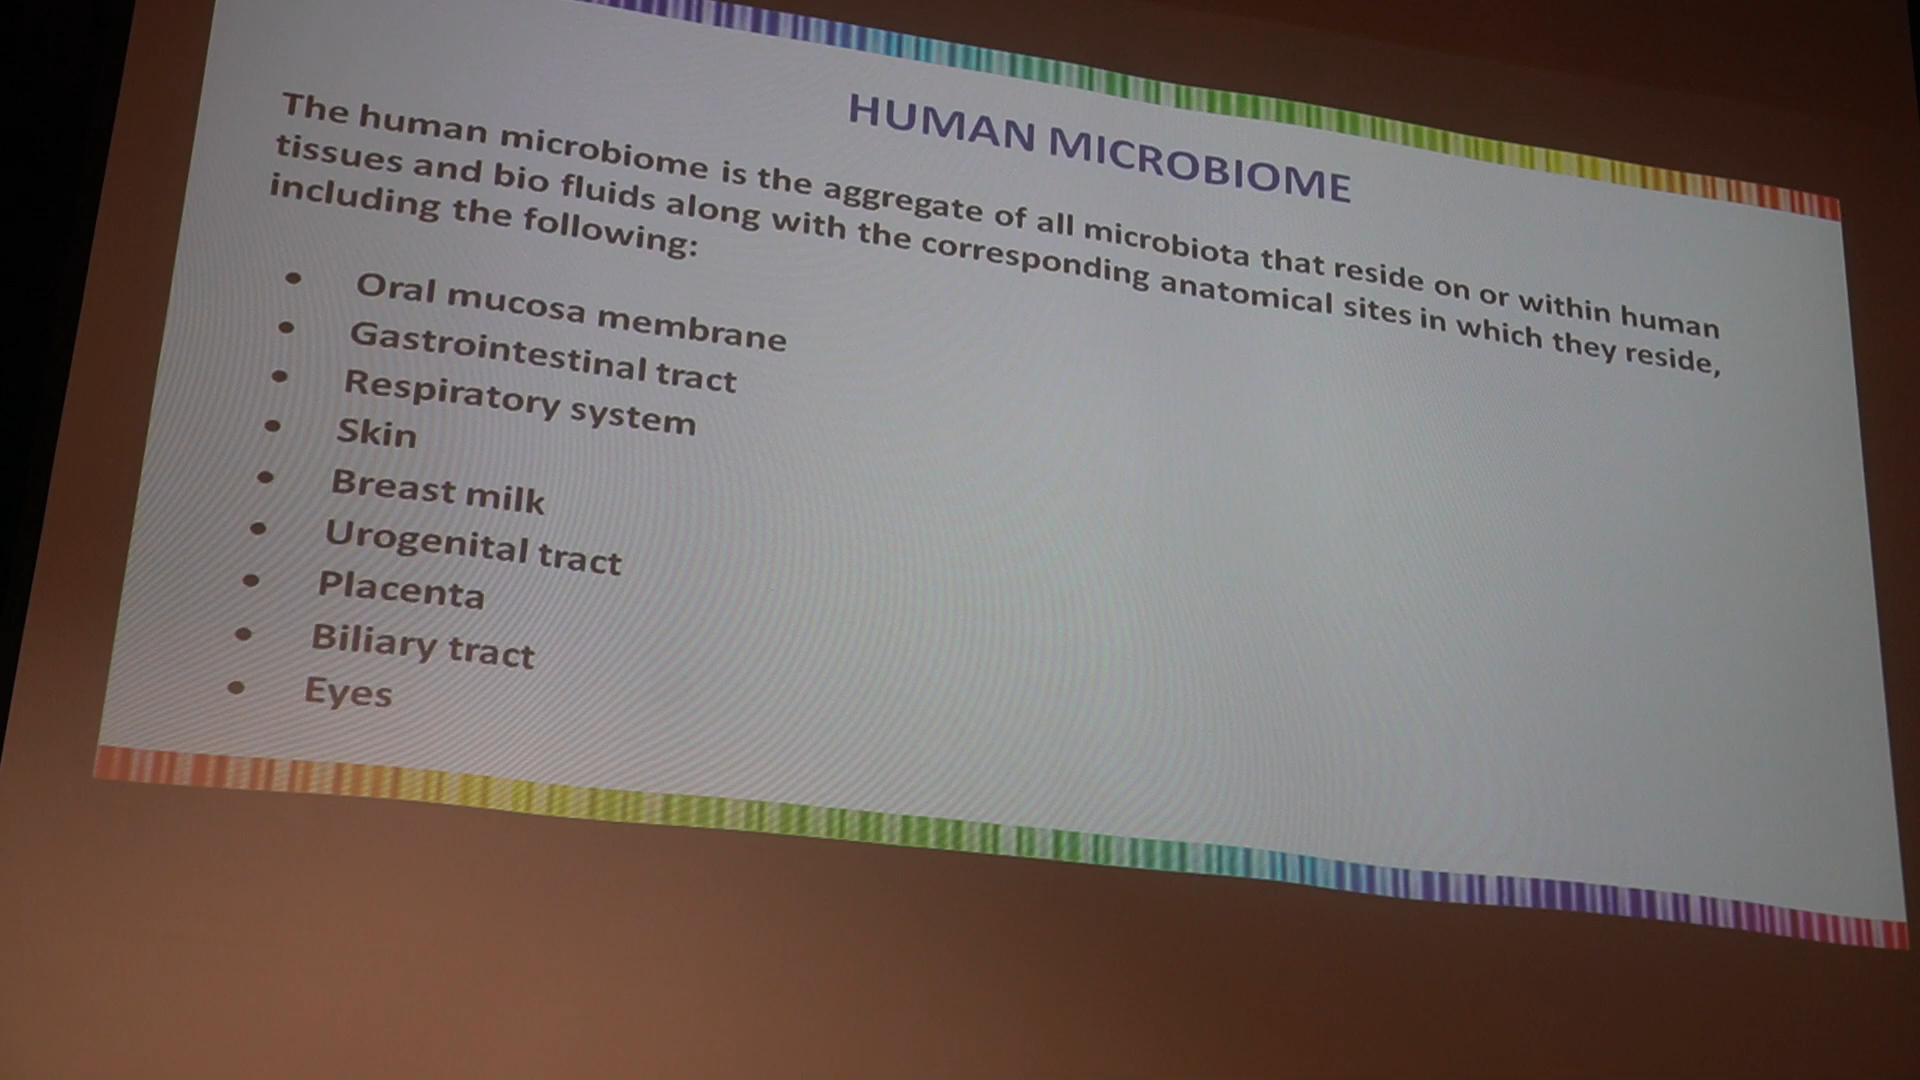 HUMAN MICROBIOME
The human microbiome is the aggregate of all microbiota that reside on or within human
tissues and bio fluids along with the corresponding anatomical sites in which they reside,
including the following:
• Oral mucosa membrane
• Gastrointestinal tract
• Respiratory system
• Skin
• Breast milk
• Urogenital tract
• Placenta
• Biliary tract
• Eyes